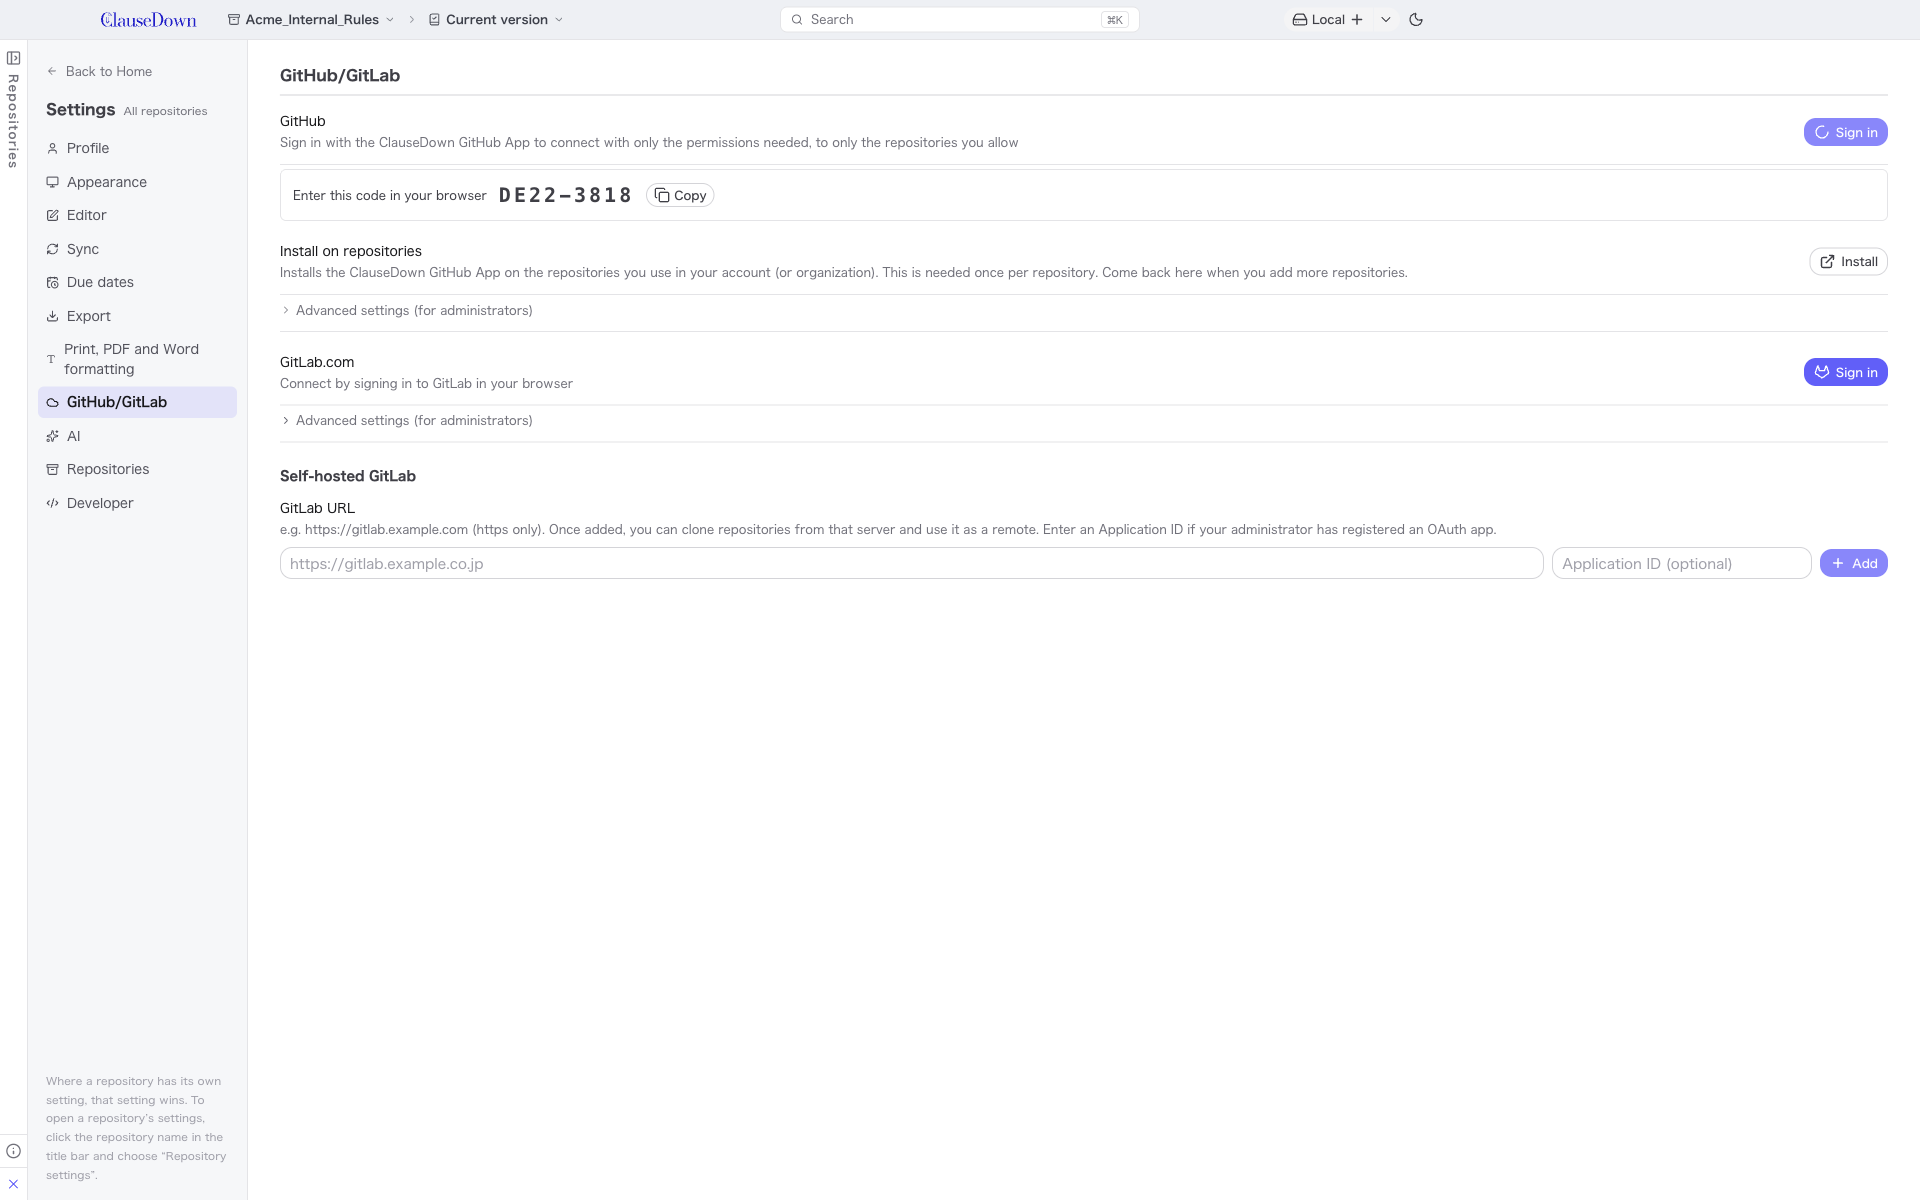 ClauseDown
Acme_Internal_Rules
Current version
Search
⌘K
Local
Repositories
Back to Home
Settings All repositories
Profile
Appearance
Editor
Sync
Due dates
Export
Print, PDF and Word
formatting
GitHub/GitLab
AI
Repositories
Developer
Where a repository has its own
setting, that setting wins. To
open a repository's settings,
click the repository name in the
title bar and choose “Repository
settings”.
GitHub/GitLab
GitHub
Sign in with the ClauseDown GitHub App to connect with only the permissions needed, to only the repositories you allow
Sign in
Enter this code in your browser DE22-3818 Copy
Install on repositories
Installs the ClauseDown GitHub App on the repositories you use in your account (or organization). This is needed once per repository. Come back here when you add more repositories.
Install
Advanced settings (for administrators)
GitLab.com
Connect by signing in to GitLab in your browser
Sign in
Advanced settings (for administrators)
Self-hosted GitLab
GitLab URL
e.g. https://gitlab.example.com (https only). Once added, you can clone repositories from that server and use it as a remote. Enter an Application ID if your administrator has registered an OAuth app.
https://gitlab.example.co.jp
Application ID (optional)
Add